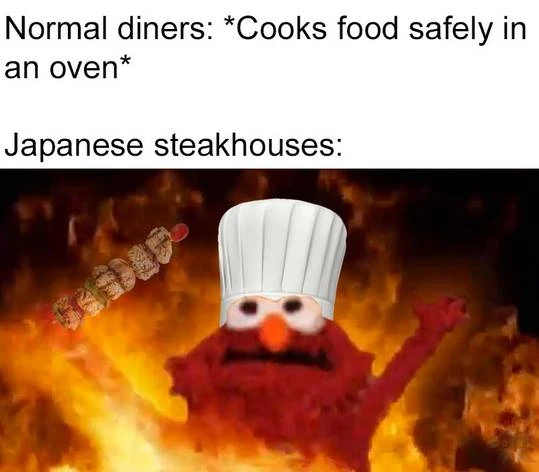 Normal diners: *Cooks food safely in
an oven*
Japanese steakhouses: